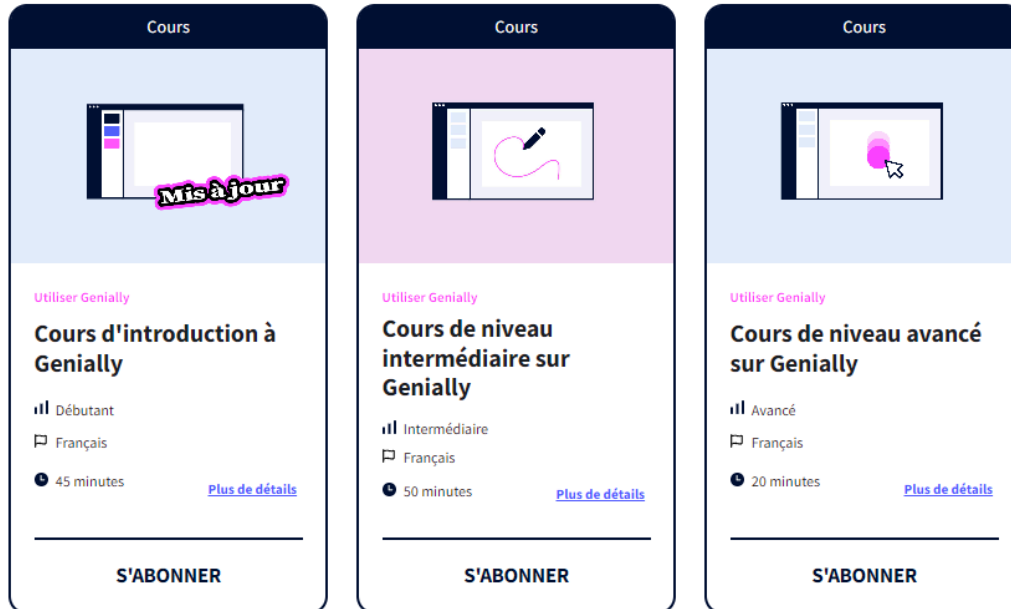 Cours
Mis à jour
Utiliser Genially
Cours d'introduction à
Genially
Débutant
Français
45 minutes
Plus de détails
S'ABONNER
Cours
Utiliser Genially
Cours de niveau
intermédiaire sur
Genially
Intermédiaire
Français
50 minutes
Plus de détails
S'ABONNER
Cours
Utiliser Genially
Cours de niveau avancé
sur Genially
Avancé
Français
20 minutes
Plus de détails
S'ABONNER